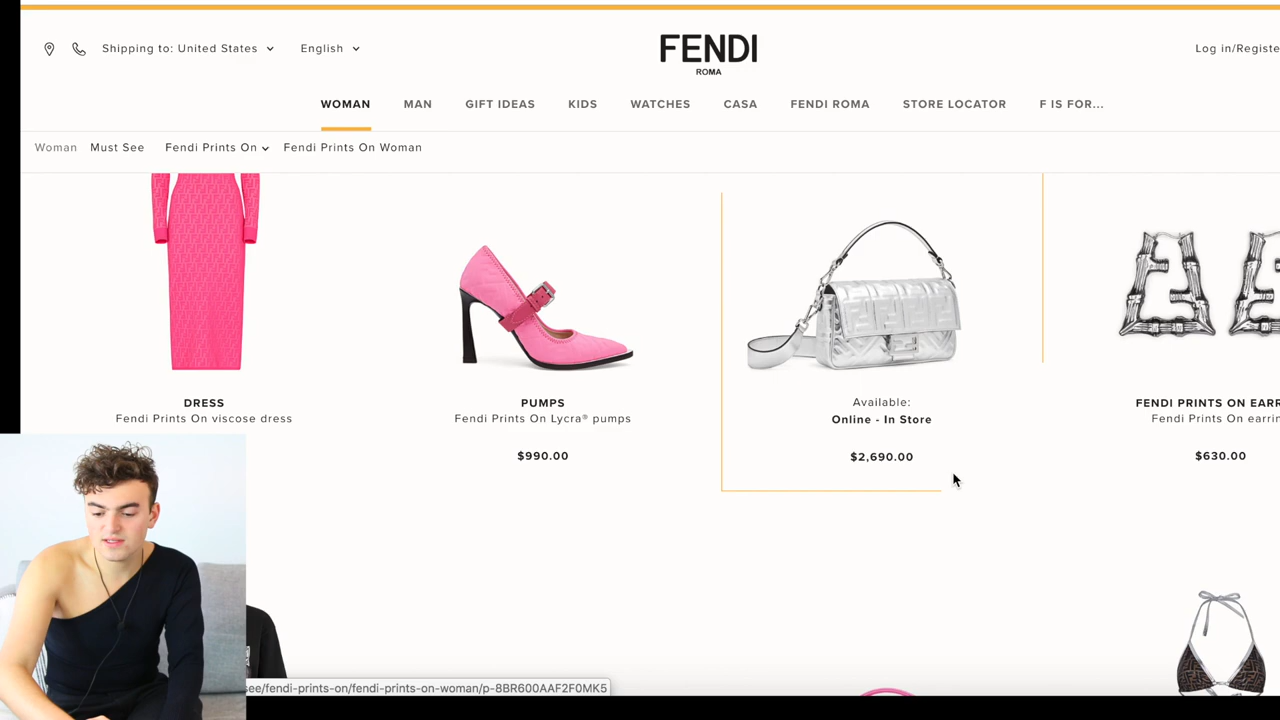 Shipping to: United States
English
FENDI
ROMA
Log in/Registe
WOMAN
MAN
GIFT IDEAS
KIDS
WATCHES
CASA
FENDI ROMA
STORE LOCATOR
F IS FOR...
Woman
Must See
Fendi Prints On
Fendi Prints On Woman
DRESS
Fendi Prints On viscose dress
PUMPS
Fendi Prints On Lycra® pumps
$990.00
Available:
Online - In Store
$2,690.00
FENDI PRINTS ON EARR
Fendi Prints On earrin
$630.00
see/fendi-prints-on/fendi-prints-on-woman/p-8BR600AAF2F0MK5